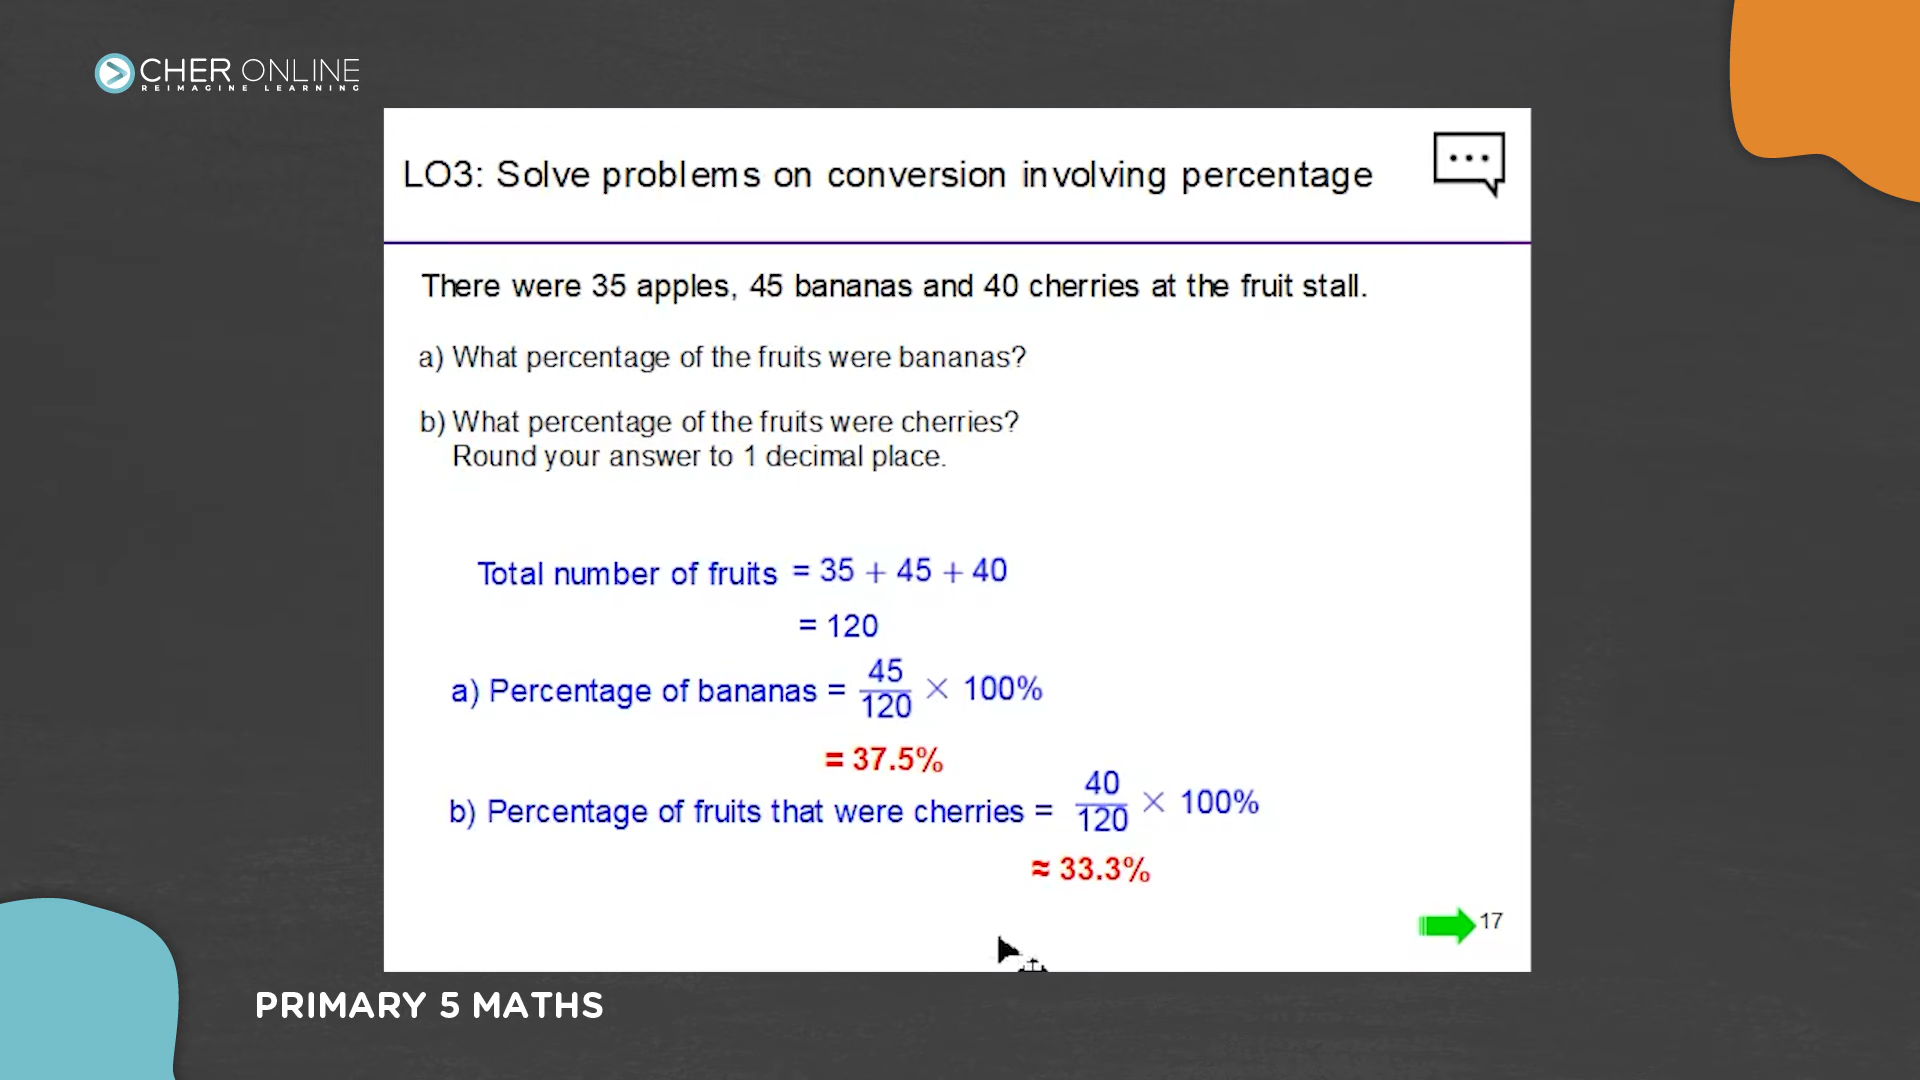 CHER ONLINE
REIMAGINE LEARNING
LO3: Solve problems on conversion involving percentage
There were 35 apples, 45 bananas and 40 cherries at the fruit stall.
a) What percentage of the fruits were bananas?
b) What percentage of the fruits were cherries?
Round your answer to 1 decimal place.
Total number of fruits = 35 + 45 + 40
= 120
a) Percentage of bananas = 45/120 × 100%
= 37.5%
b) Percentage of fruits that were cherries = 40/120 × 100%
≈ 33.3%
17
PRIMARY 5 MATHS